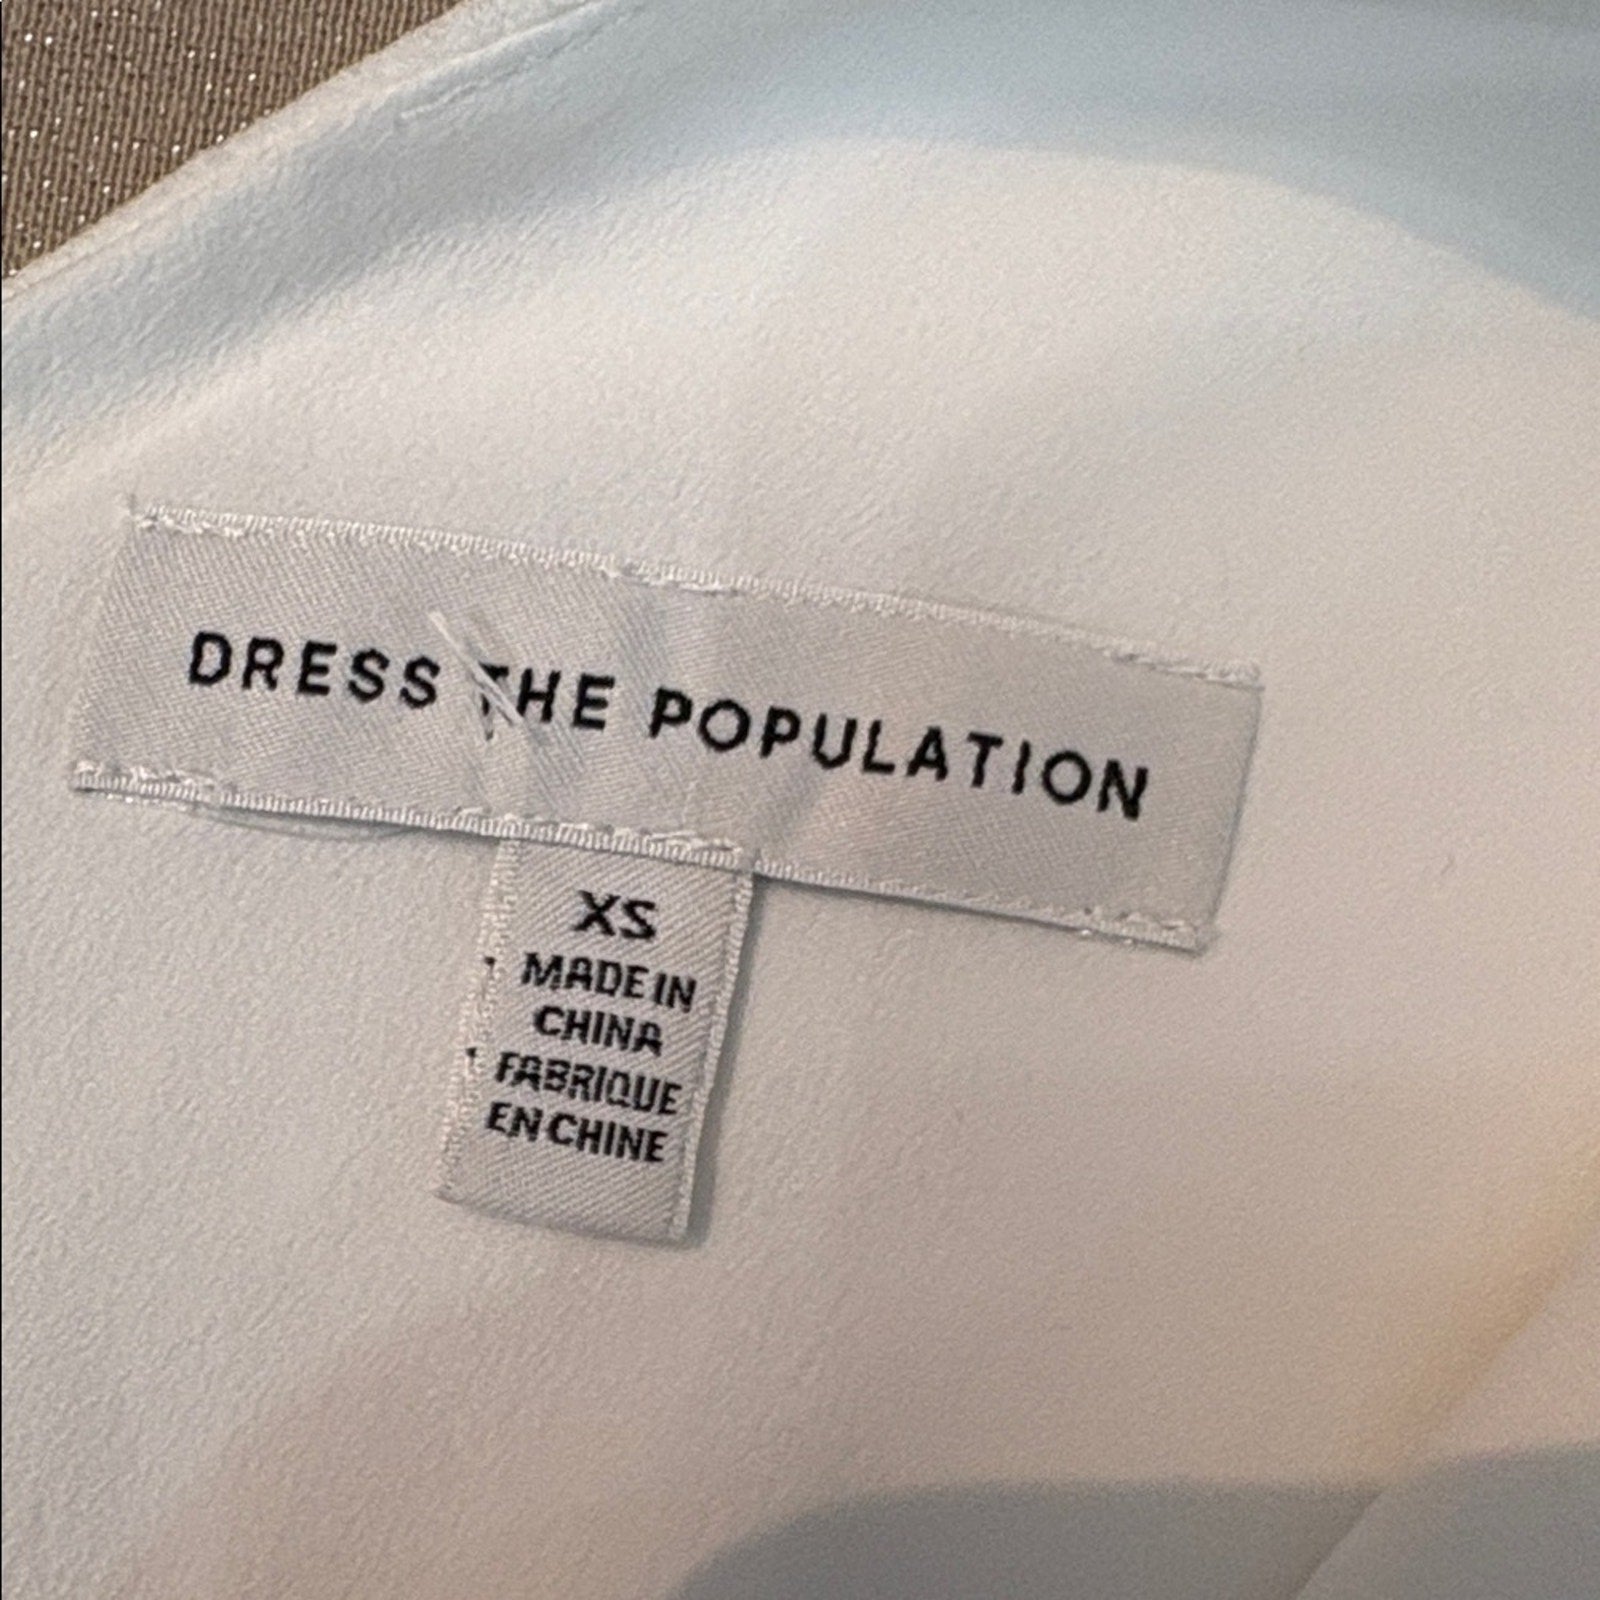 DRESS THE POPULATION
XS
MADE IN
CHINA
FABRIQUE
EN CHINE